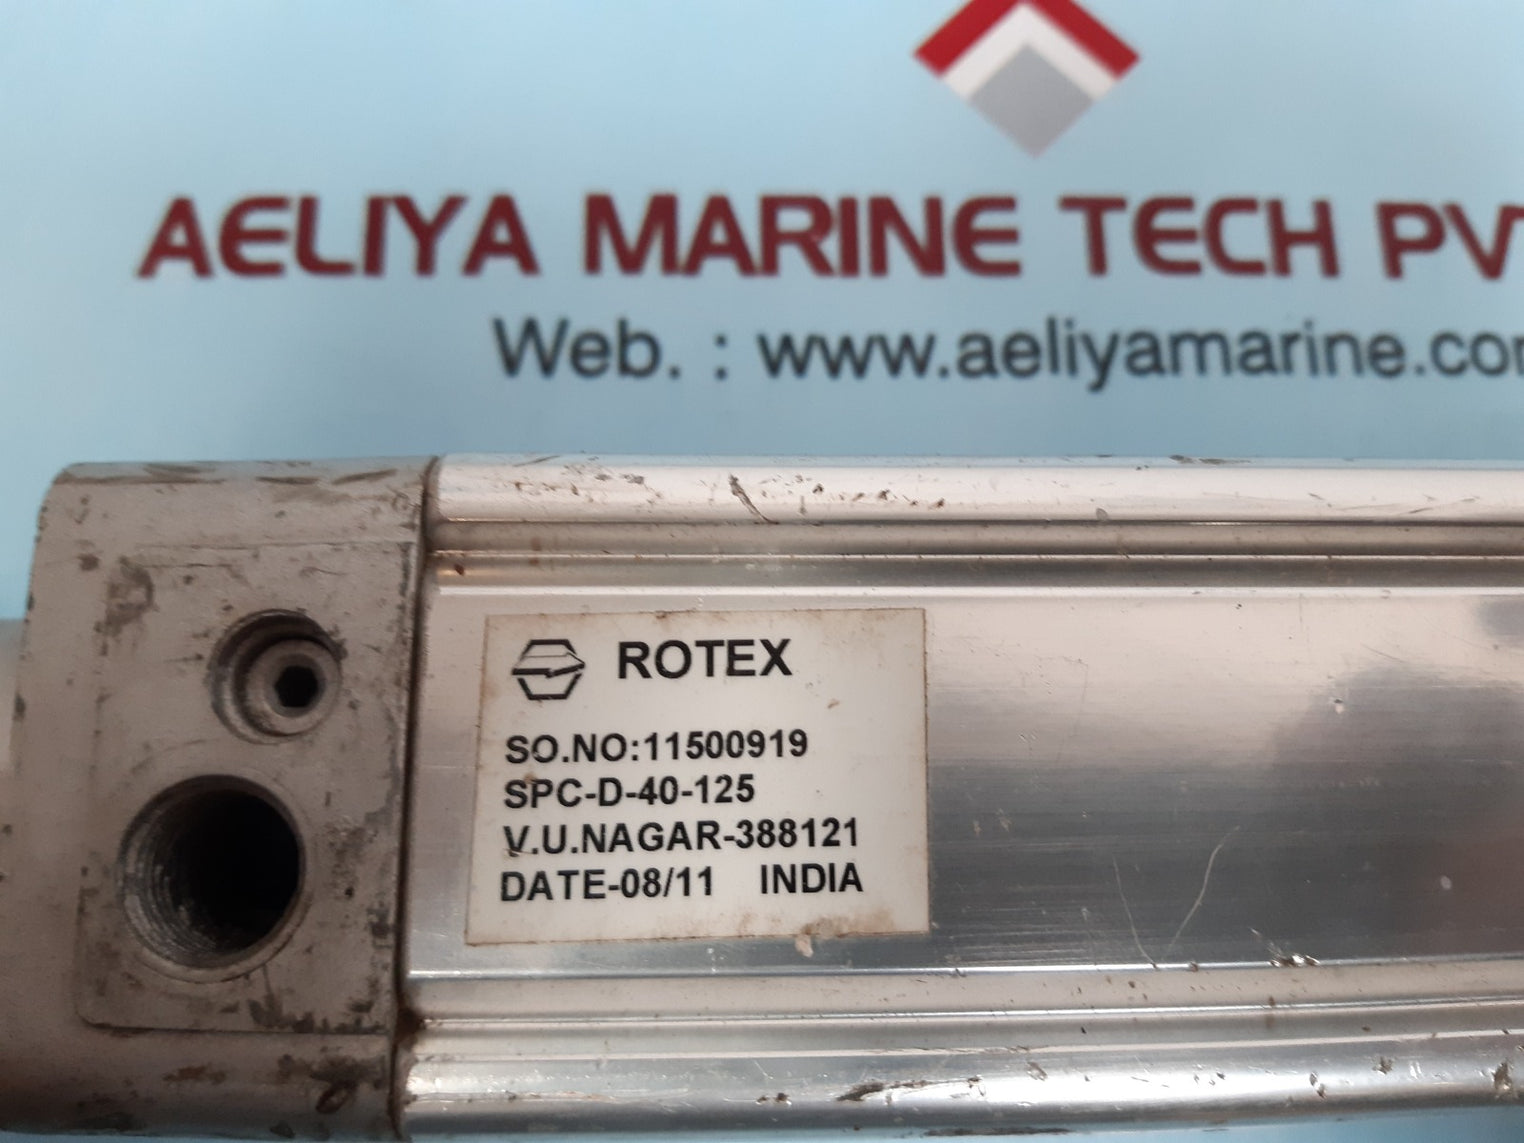 AELIYA MARINE TECH PV
Web. : www.aeliyamarine.co
ROTEX
SO.NO:11500919
SPC-D-40-125
V.U.NAGAR-388121
DATE-08/11 INDIA